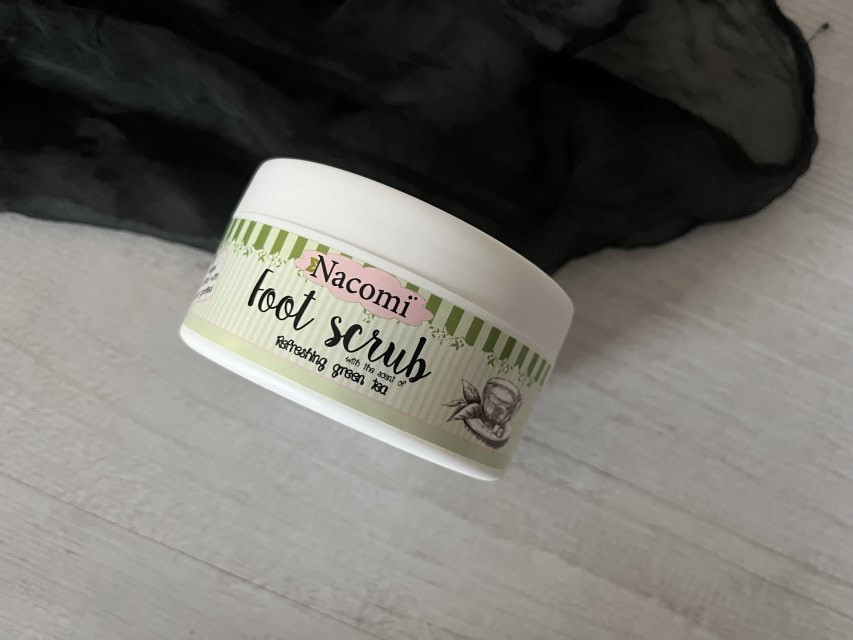 Nacomi
foot scrub
with the scent of
Refreshing green tea